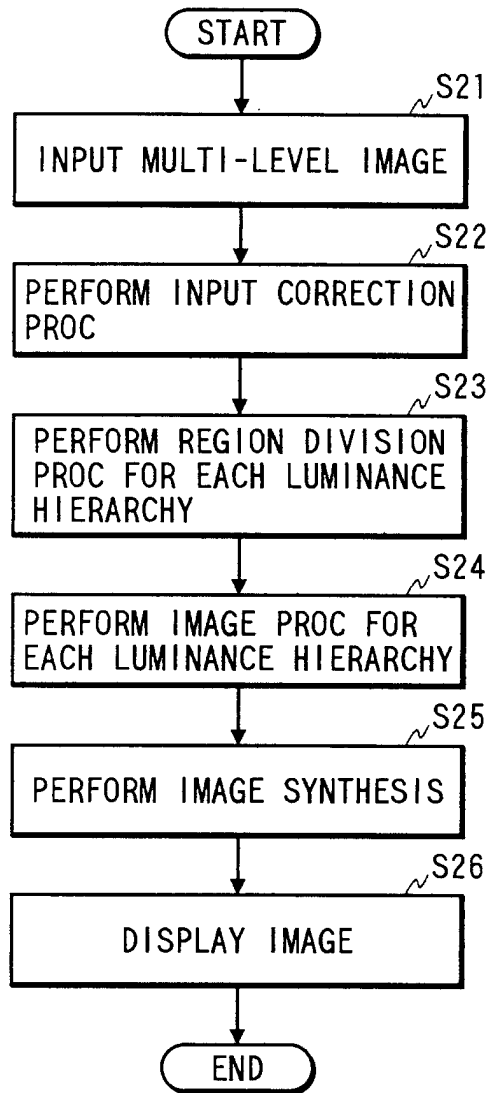 START
S21
INPUT MULTI-LEVEL IMAGE
S22
PERFORM INPUT CORRECTION
PROC
S23
PERFORM REGION DIVISION
PROC FOR EACH LUMINANCE
HIERARCHY
S24
PERFORM IMAGE PROC FOR
EACH LUMINANCE HIERARCHY
S25
PERFORM IMAGE SYNTHESIS
S26
DISPLAY IMAGE
END